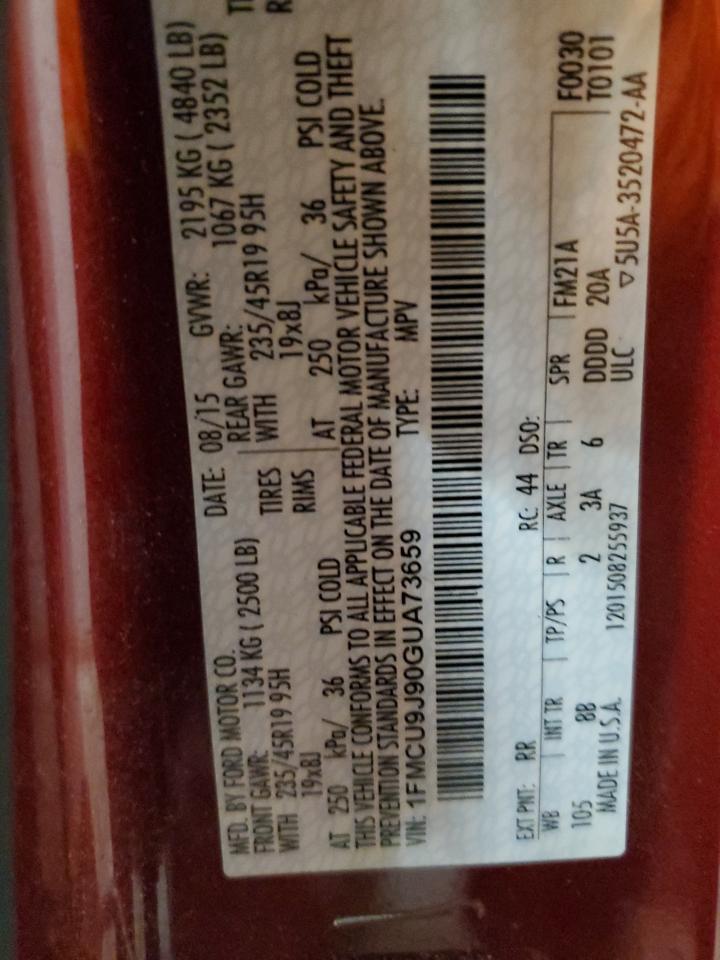 MFD. BY FORD MOTOR CO.
DATE: 08/15 GVWR: 2195 KG ( 4840 LB)
FRONT GAWR: 1134 KG ( 2500 LB)
REAR GAWR: 1067 KG ( 2352 LB)
WITH 235/45R19 95H TIRES WITH 235/45R19 95H
19x8J RIMS 19x8J
AT 250 kPa/ 36 PSI COLD AT 250 kPa/ 36 PSI COLD
THIS VEHICLE CONFORMS TO ALL APPLICABLE FEDERAL MOTOR VEHICLE SAFETY AND THEFT
PREVENTION STANDARDS IN EFFECT ON THE DATE OF MANUFACTURE SHOWN ABOVE.
VIN: 1FMCU9J90GUA73659 TYPE: MPV
EXT PNT: RR RC: 44 DSO:
WB INT TR TP/PS R AXLE TR SPR FM21A F0030
105 8B 2 3A 6 DDDD 20A T0101
MADE IN U.S.A. 1201508255937 ULC ▽5U5A-3520472-AA